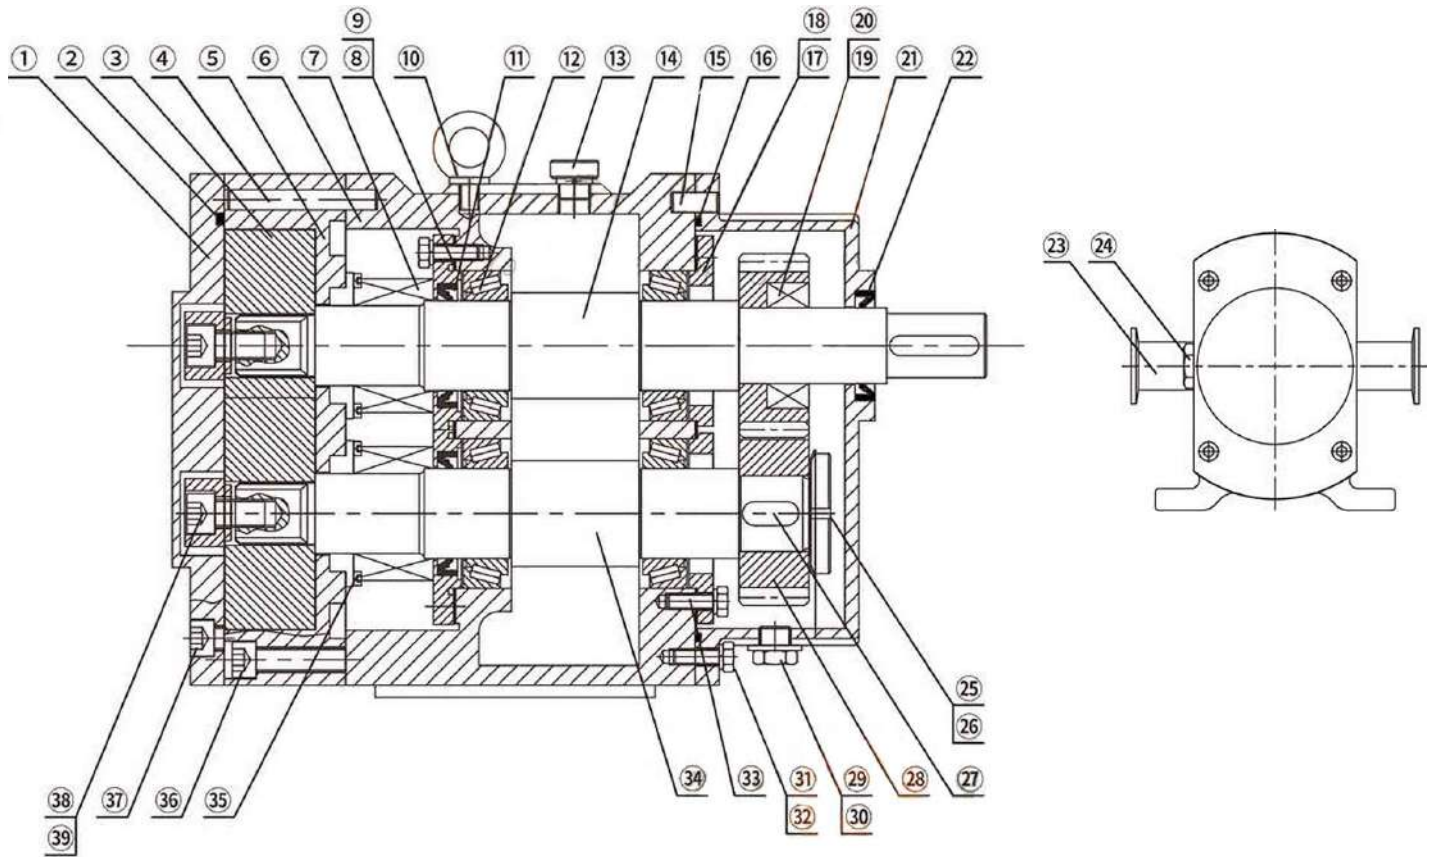 ⑨ ⑱ ⑳
① ② ③ ④ ⑤ ⑥ ⑦ ⑧ ⑩ ⑪ ⑫ ⑬ ⑭ ⑮ ⑯ ⑰ ⑲ ㉑ ㉒
㉓ ㉔
㉕
㉖
㊳ ㊲ ㊱ ㉟ ㉞ ㉝ ㉛ ㉙ ㉘ ㉗
㊴ ㉜ ㉚